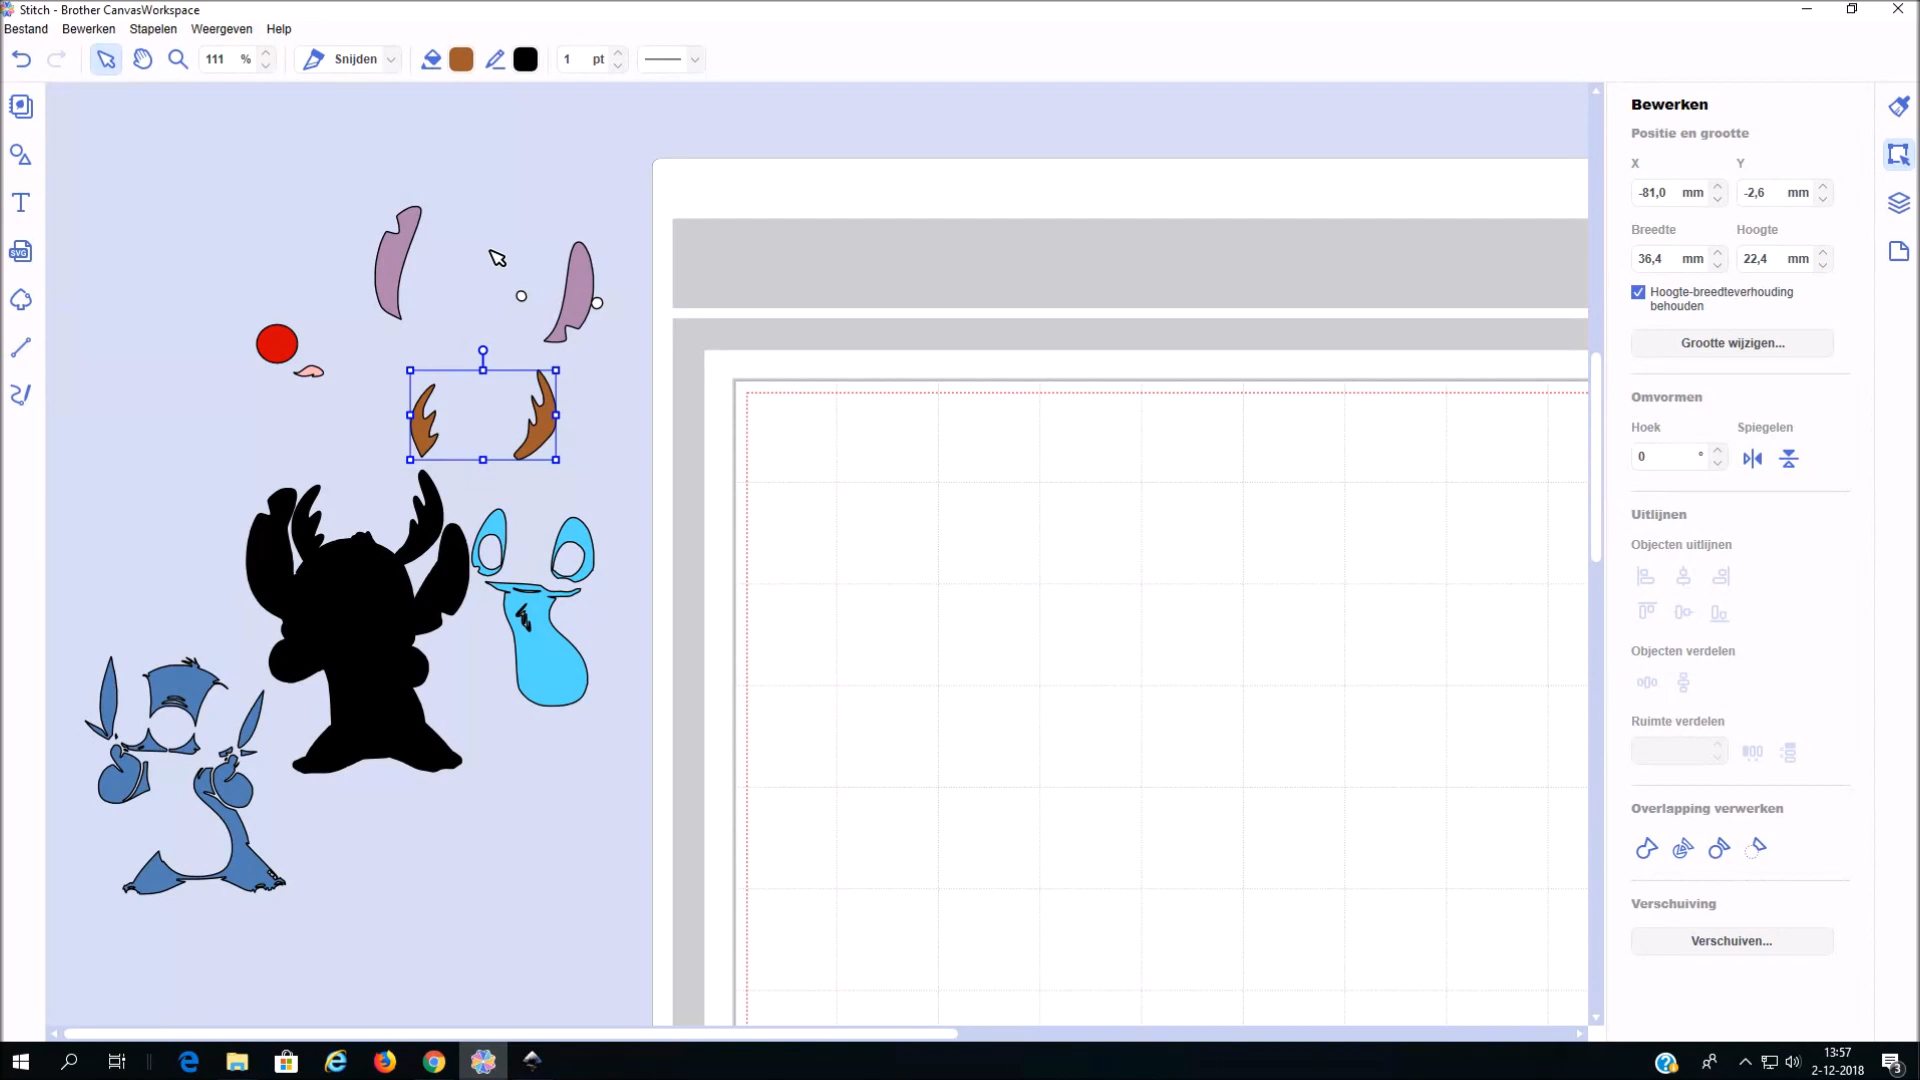 Stitch - Brother CanvasWorkspace
Bestand Bewerken Stapelen Weergeven Help
111 % Snijden 1 pt
Bewerken
Positie en grootte
X Y
-81,0 mm -2,6 mm
Breedte Hoogte
36,4 mm 22,4 mm
Hoogte-breedteverhouding
behouden
Grootte wijzigen...
Omvormen
Hoek Spiegelen
0 °
Uitlijnen
Objecten uitlijnen
Objecten verdelen
Ruimte verdelen
Overlapping verwerken
Verschuiving
Verschuiven...
T
SVG
13:57
2-12-2018
3